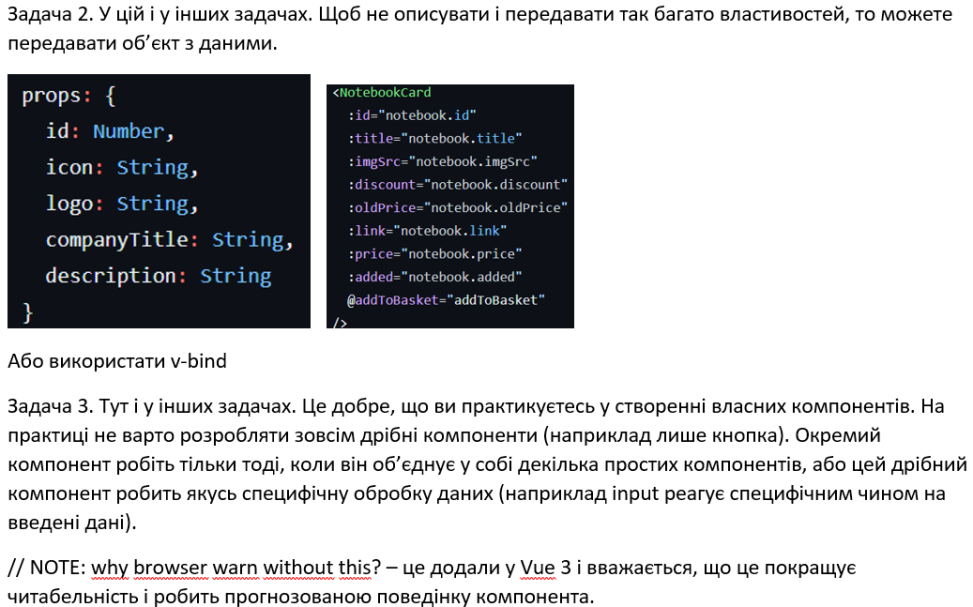 Задача 2. У цій і у інших задачах. Щоб не описувати і передавати так багато властивостей, то можете
передавати об’єкт з даними.
props: {
id: Number,
icon: String,
logo: String,
companyTitle: String,
description: String
}
<NotebookCard
:id="notebook.id"
:title="notebook.title"
:imgSrc="notebook.imgSrc"
:discount="notebook.discount"
:oldPrice="notebook.oldPrice"
:link="notebook.link"
:price="notebook.price"
:added="notebook.added"
@addToBasket="addToBasket"
/>
Або використати v-bind
Задача 3. Тут і у інших задачах. Це добре, що ви практикуєтесь у створенні власних компонентів. На
практиці не варто розробляти зовсім дрібні компоненти (наприклад лише кнопка). Окремий
компонент робіть тільки тоді, коли він об’єднує у собі декілька простих компонентів, або цей дрібний
компонент робить якусь специфічну обробку даних (наприклад input реагує специфічним чином на
введені дані).
// NOTE: why browser warn without this? – це додали у Vue 3 і вважається, що це покращує
читабельність і робить прогнозованою поведінку компонента.